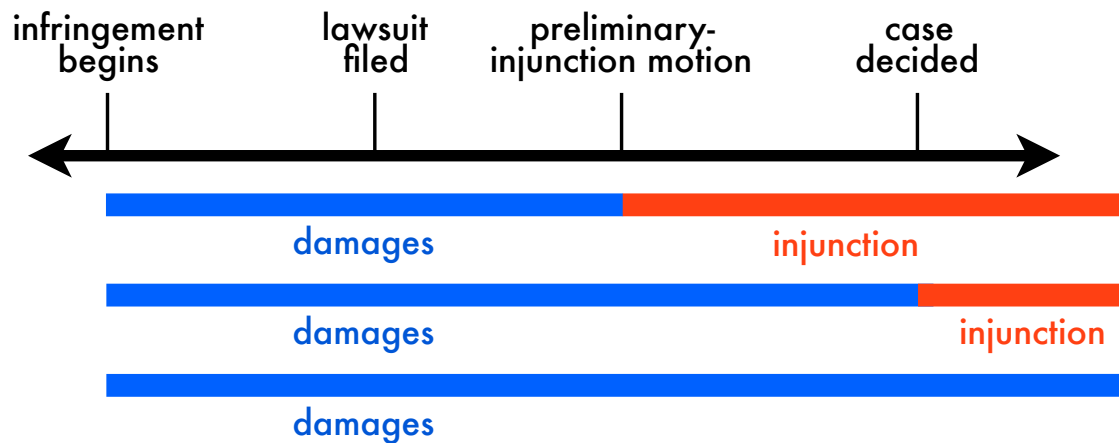 infringement
begins
lawsuit
filed
preliminary-
injunction motion
case
decided
damages
injunction
damages
injunction
damages